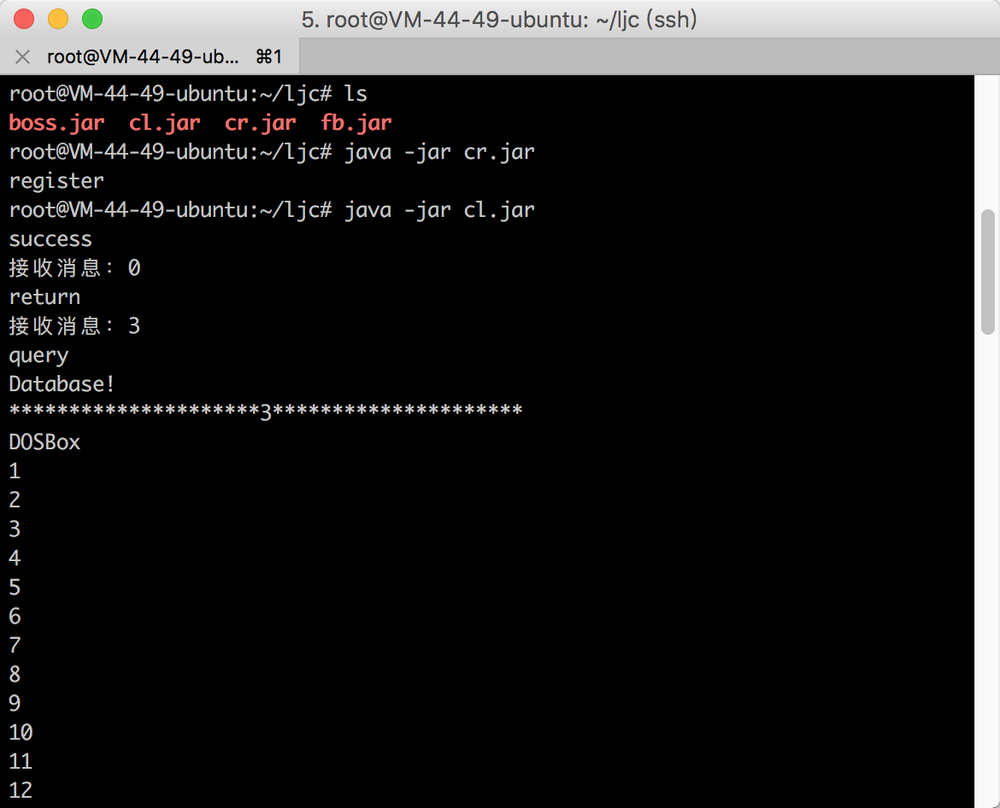 5. root@VM-44-49-ubuntu: ~/ljc (ssh)
root@VM-44-49-ub... ⌘1
root@VM-44-49-ubuntu:~/ljc# ls
boss.jar  cl.jar  cr.jar  fb.jar
root@VM-44-49-ubuntu:~/ljc# java -jar cr.jar
register
root@VM-44-49-ubuntu:~/ljc# java -jar cl.jar
success
接收消息：0
return
接收消息：3
query
Database!
*********************3*********************
DOSBox
1
2
3
4
5
6
7
8
9
10
11
12